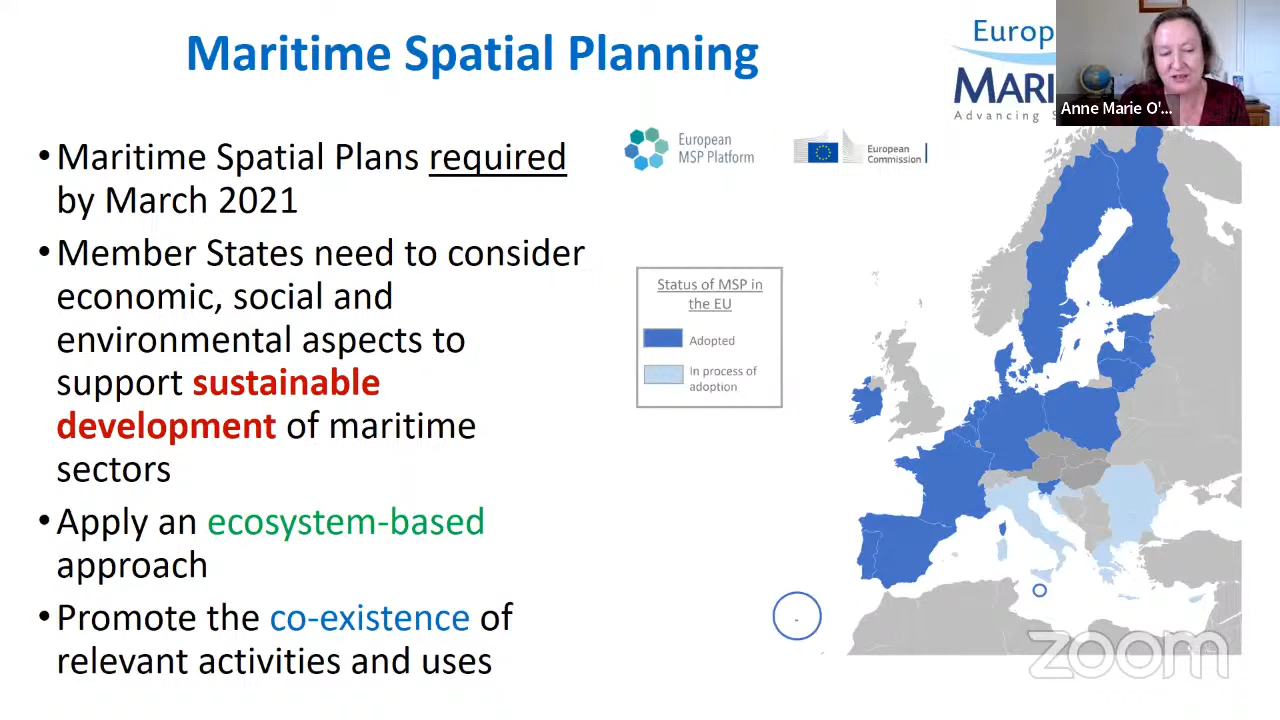 Maritime Spatial Planning
Europ
MARI
Advancing S
Anne Marie O'...
European
MSP Platform
European
Commission
• Maritime Spatial Plans required
by March 2021
• Member States need to consider
economic, social and
environmental aspects to
support sustainable
development of maritime
sectors
• Apply an ecosystem-based
approach
• Promote the co-existence of
relevant activities and uses
Status of MSP in
the EU
Adopted
In process of
adoption
zoom